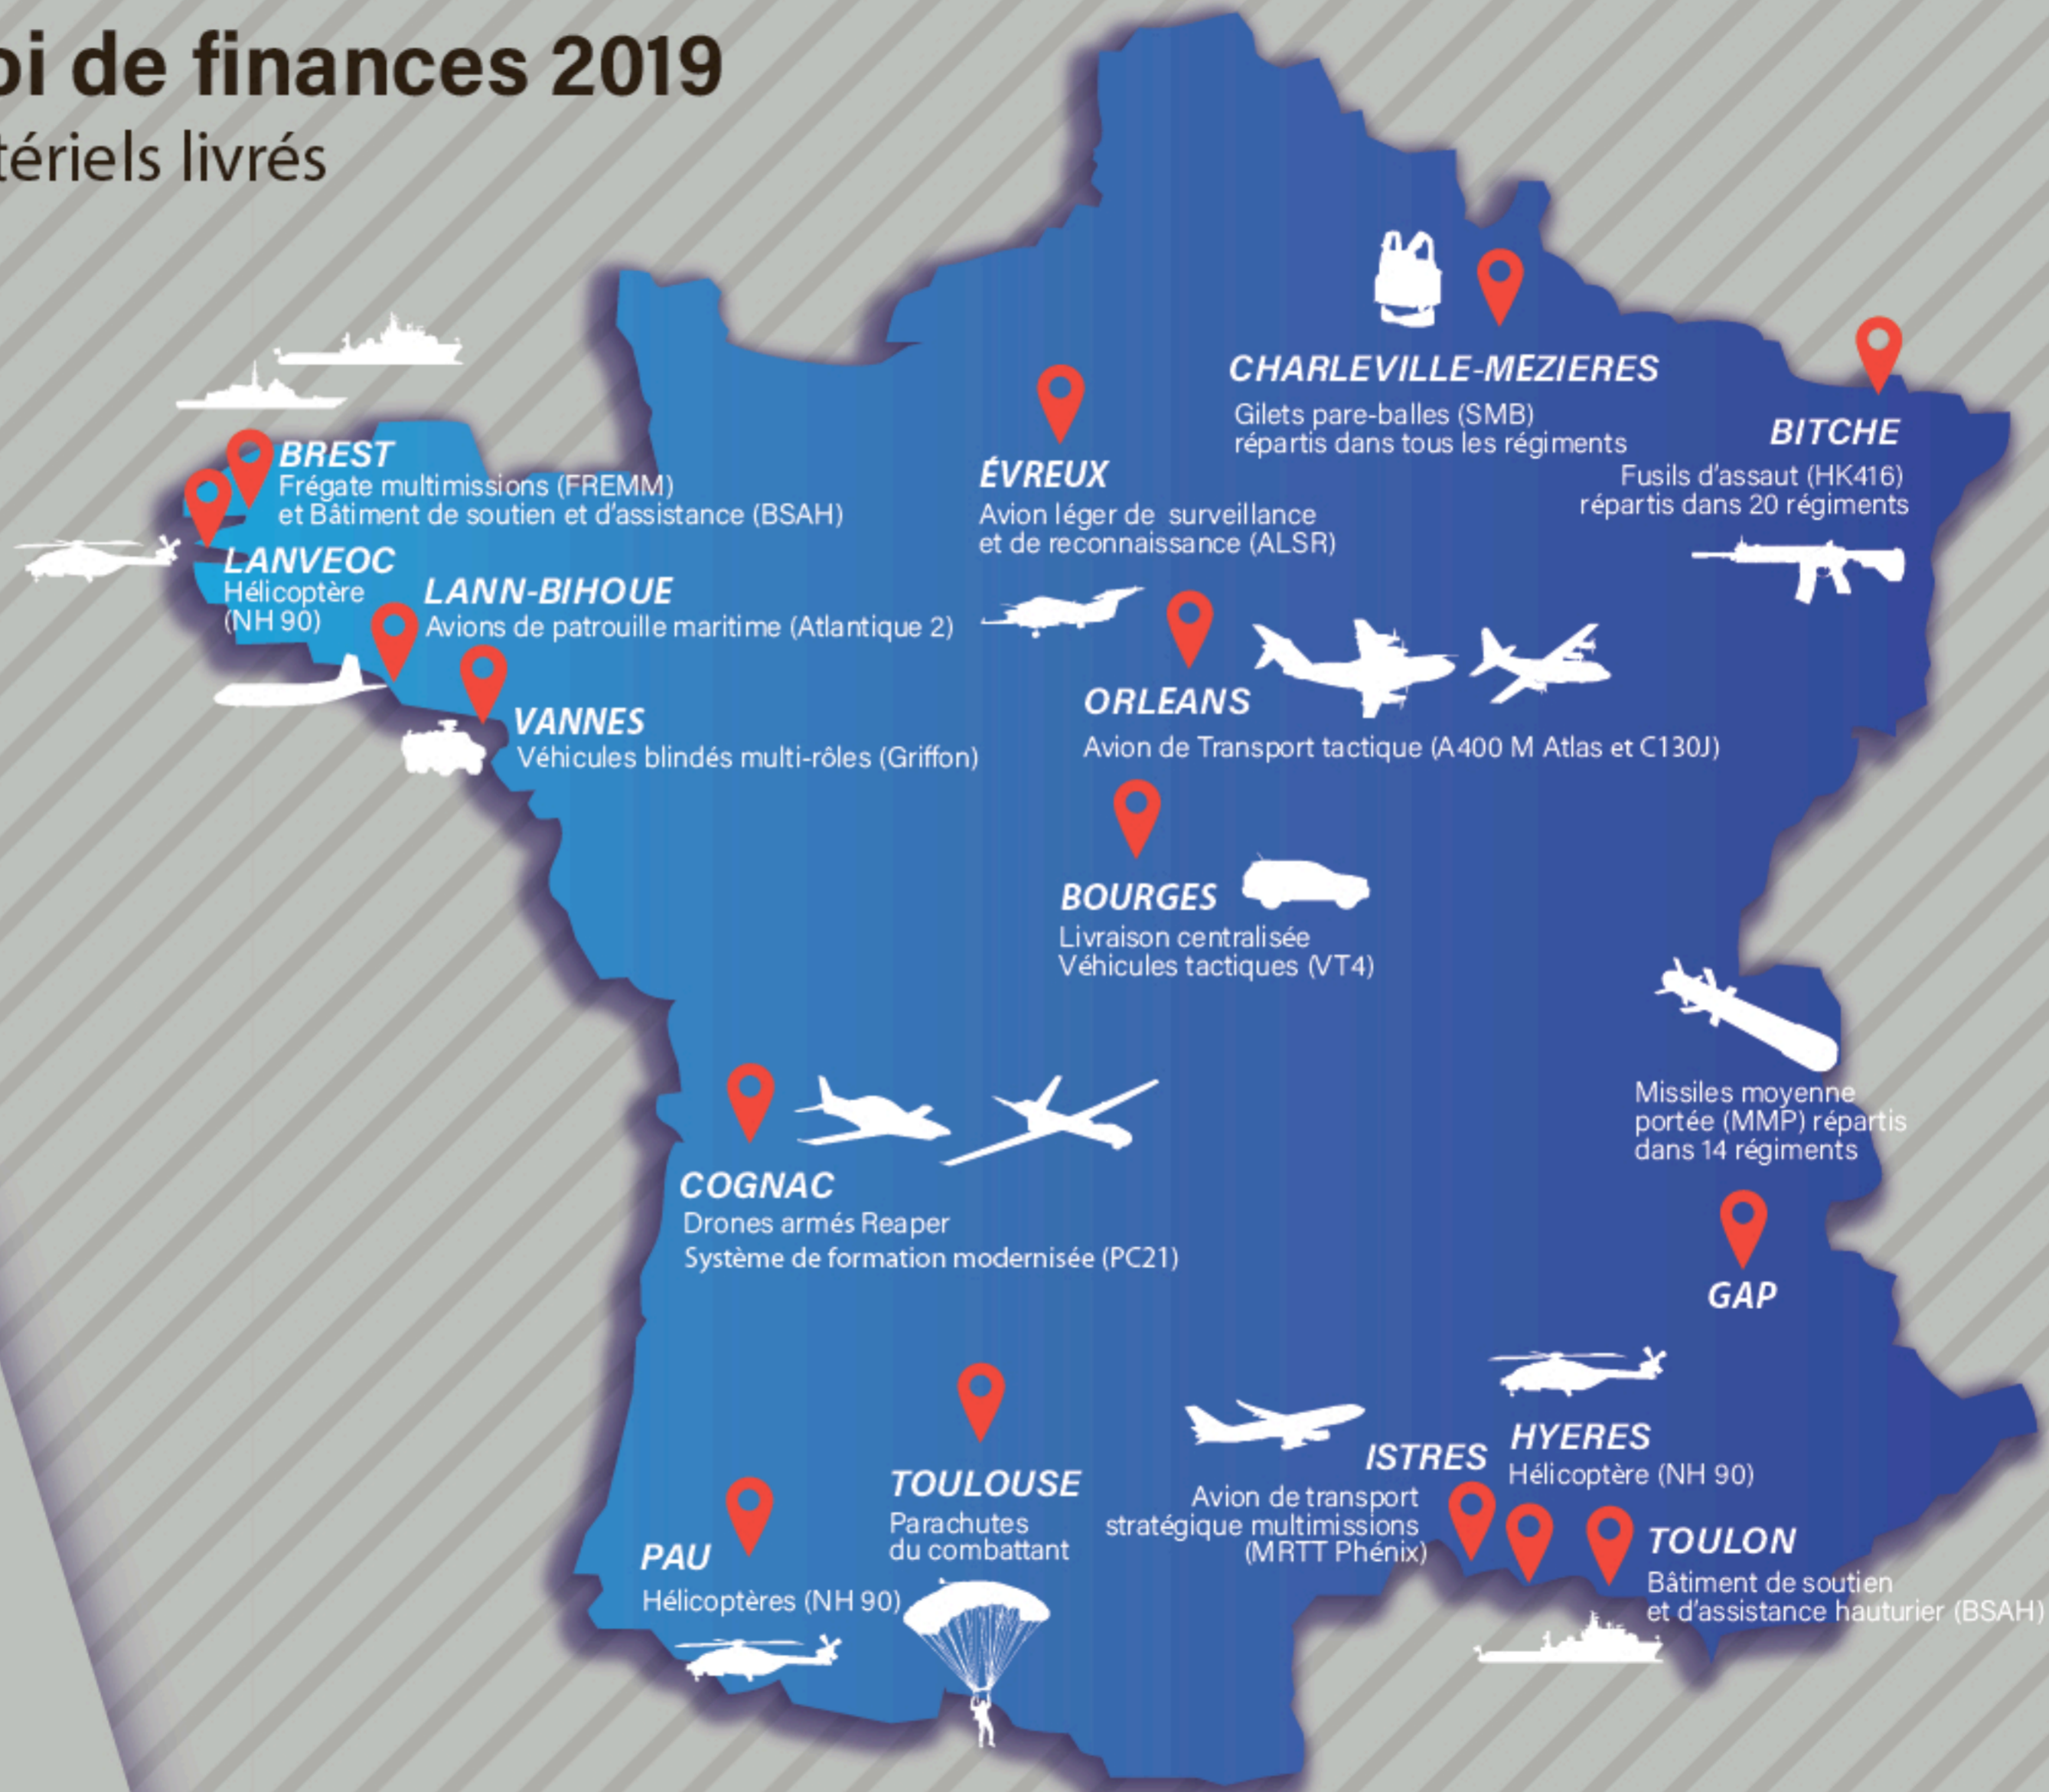 oi de finances 2019
tériels livrés
CHARLEVILLE-MEZIERES
Gilets pare-balles (SMB)
répartis dans tous les régiments
BITCHE
Fusils d'assaut (HK416)
répartis dans 20 régiments
BREST
Frégate multimissions (FREMM)
et Bâtiment de soutien et d'assistance (BSAH)
ÉVREUX
Avion léger de surveillance
et de reconnaissance (ALSR)
LANVEOC
Hélicoptère
(NH 90)
LANN-BIHOUE
Avions de patrouille maritime (Atlantique 2)
VANNES
Véhicules blindés multi-rôles (Griffon)
ORLEANS
Avion de Transport tactique (A400 M Atlas et C130J)
BOURGES
Livraison centralisée
Véhicules tactiques (VT4)
Missiles moyenne
portée (MMP) répartis
dans 14 régiments
GAP
COGNAC
Drones armés Reaper
Système de formation modernisée (PC21)
HYERES
Hélicoptère (NH 90)
ISTRES
Avion de transport
stratégique multimissions
(MRTT Phénix)
TOULOUSE
Parachutes
du combattant
PAU
Hélicoptères (NH 90)
TOULON
Bâtiment de soutien
et d'assistance hauturier (BSAH)